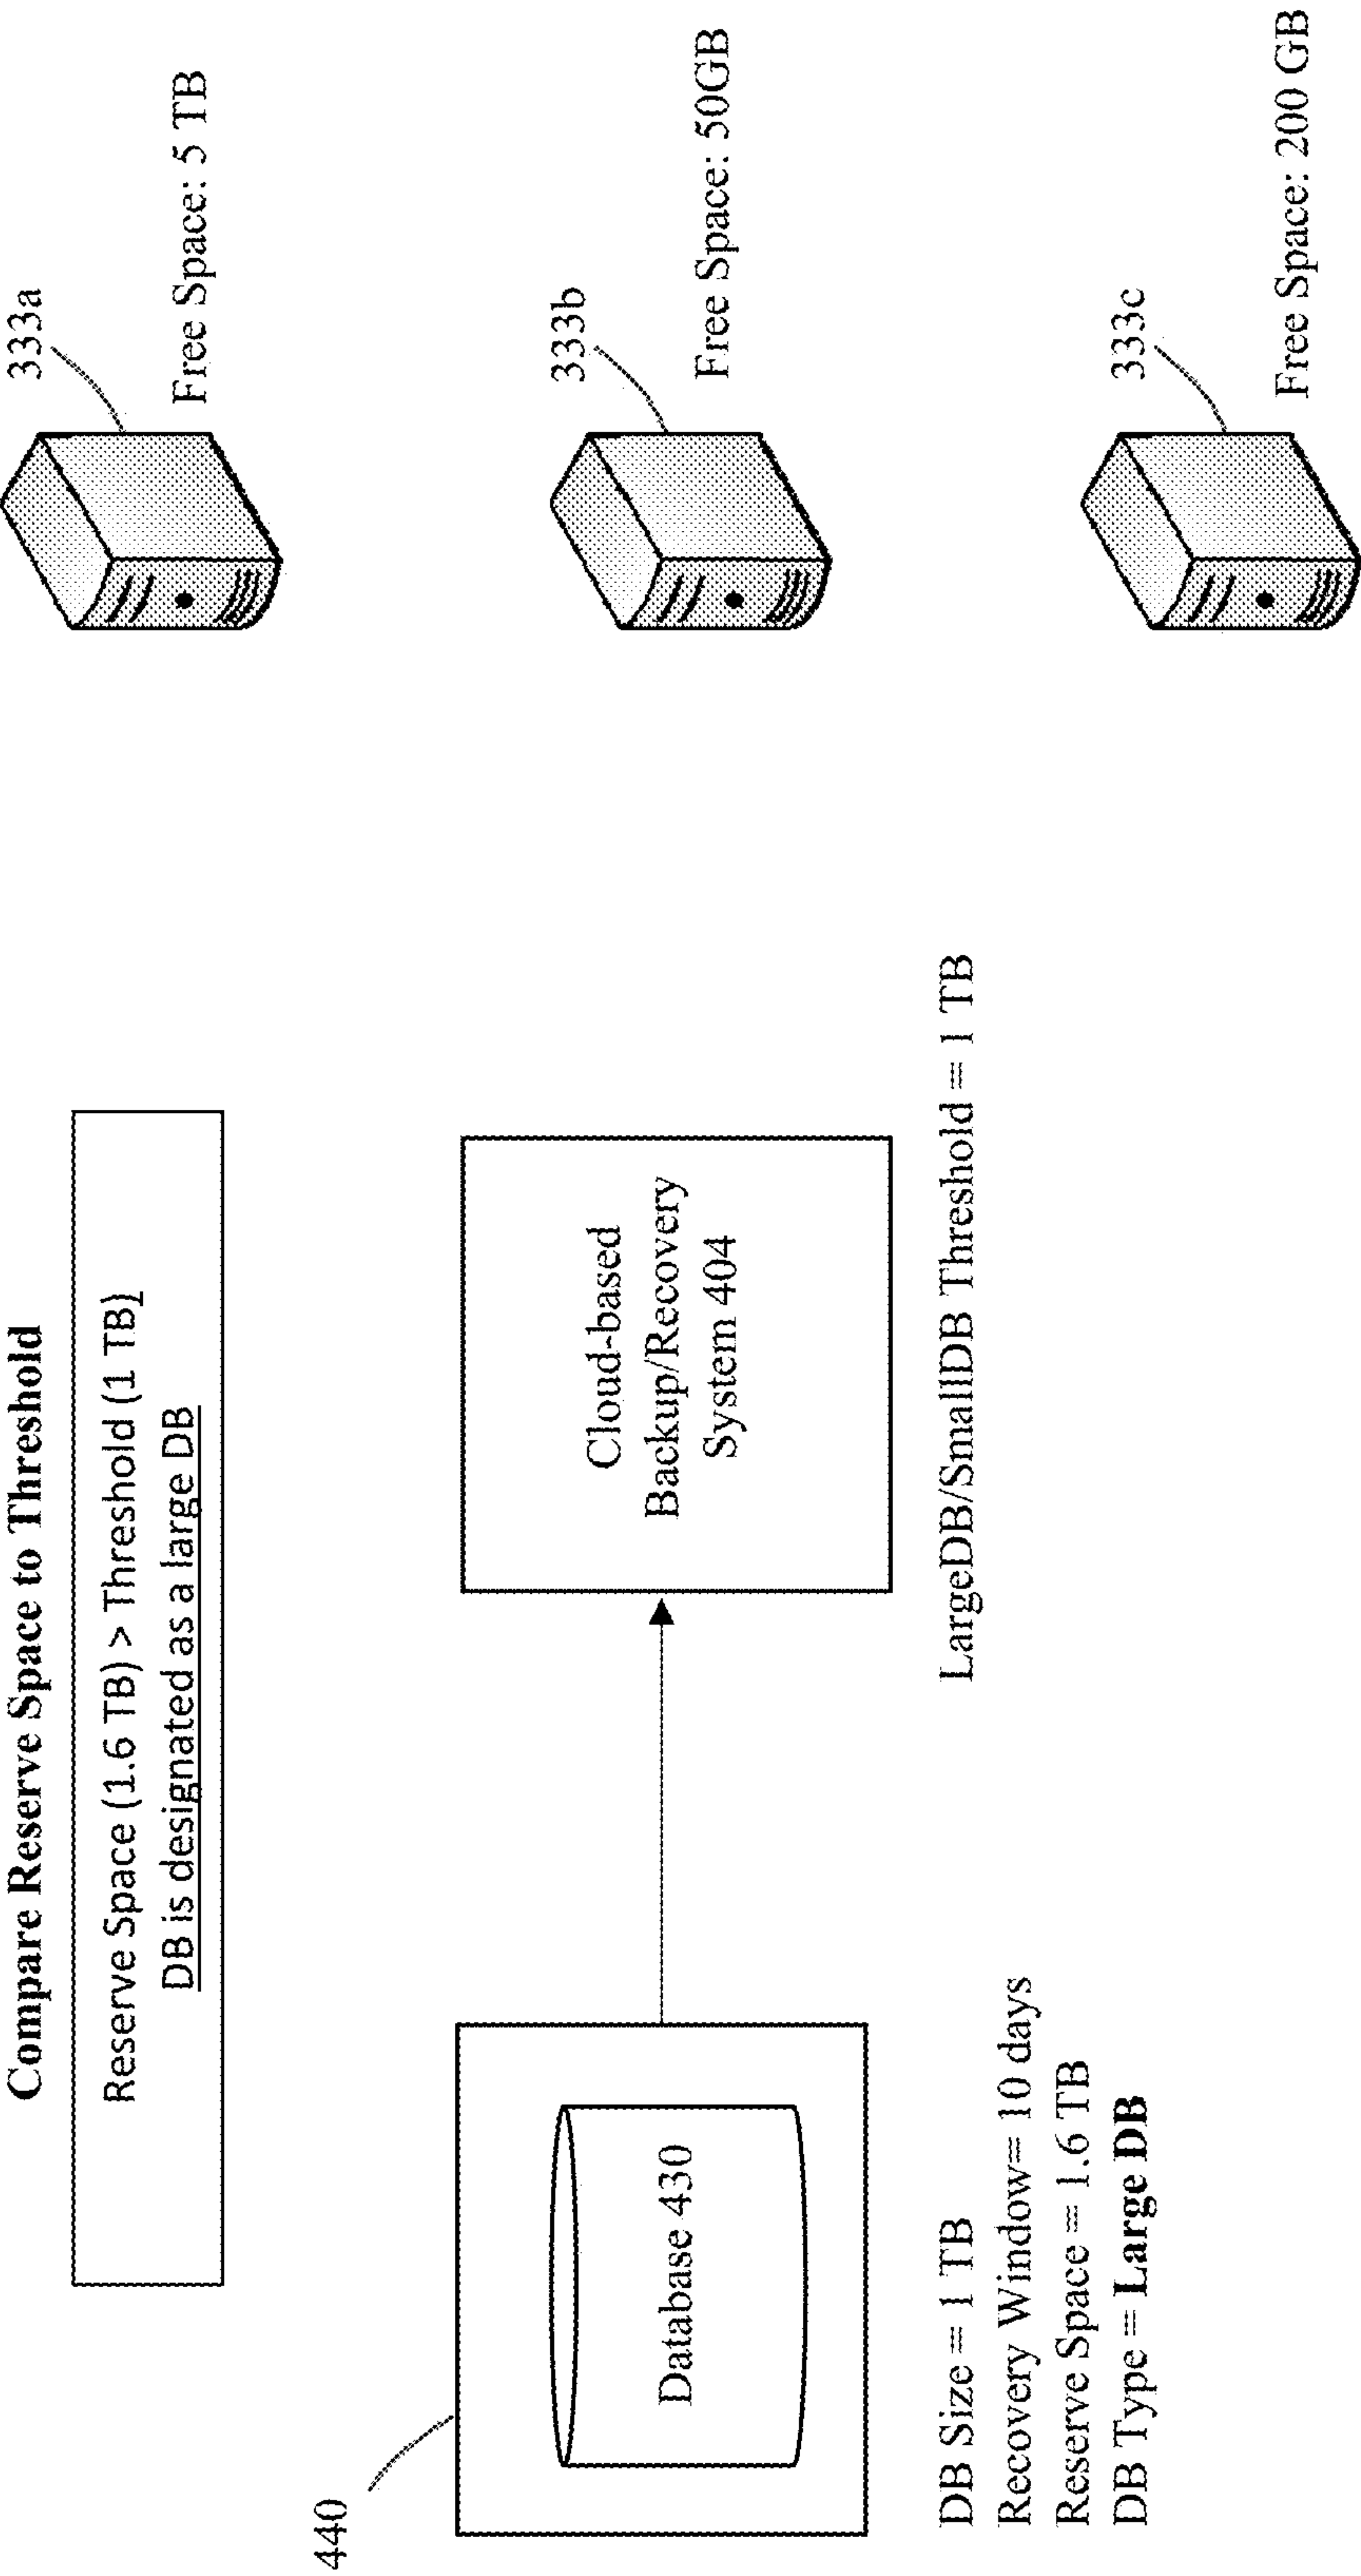 Compare Reserve Space to Threshold
Reserve Space (1.6 TB) > Threshold (1 TB)
DB is designated as a large DB
440
Database 430
DB Size = 1 TB
Recovery Window= 10 days
Reserve Space = 1.6 TB
DB Type = Large DB
Cloud-based
Backup/Recovery
System 404
LargeDB/SmallDB Threshold = 1 TB
333a
Free Space: 5 TB
333b
Free Space: 50GB
333c
Free Space: 200 GB